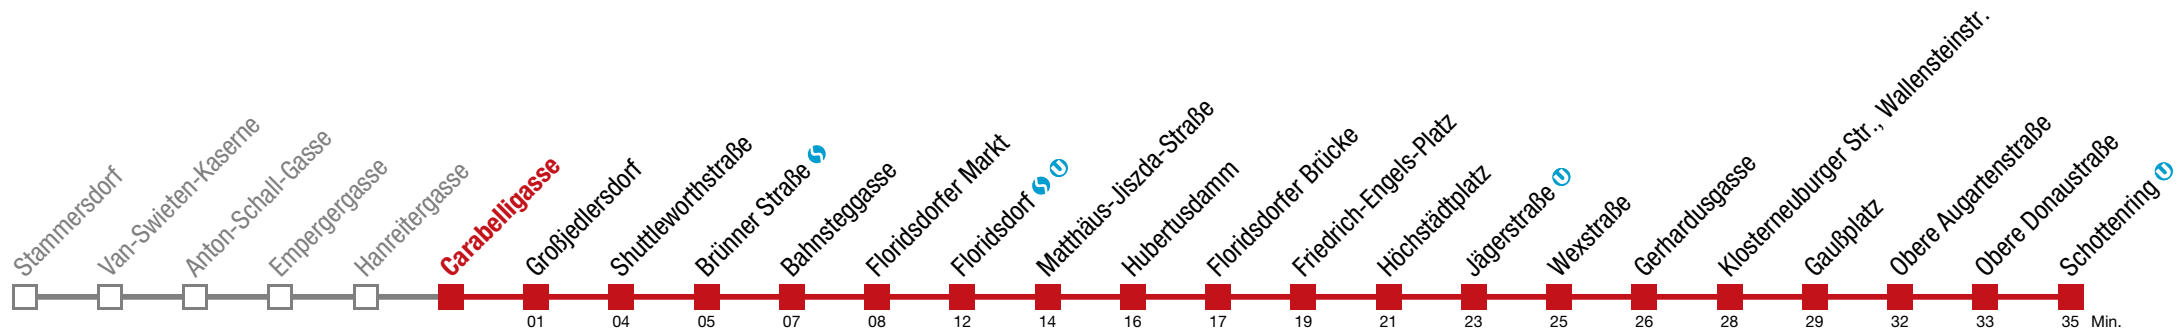 Stammersdorf
Van-Swieten-Kaserne
Anton-Schall-Gasse
Empergergasse
Hanreitergasse
Carabelligasse
Großjedlersdorf
Shuttleworthstraße
Brünner Straße
Bahnsteggasse
Floridsdorfer Markt
Floridsdorf U
Matthäus-Jiszda-Straße
Hubertusdamm
Floridsdorfer Brücke
Friedrich-Engels-Platz
Höchstädtplatz
Jägerstraße U
Wexstraße
Gerhardusgasse
Klosterneuburger Str., Wallensteinstr.
Gaußplatz
Obere Augartenstraße
Obere Donaustraße
Schottenring U
01 04 05 07 08 12 14 16 17 19 21 23 25 26 28 29 32 33 35 Min.